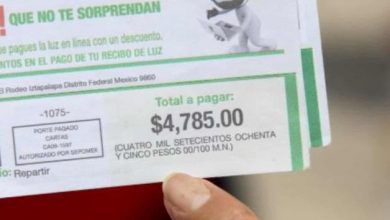 ! QUE NO TE SORPRENDAN
pagues la luz en línea con un descuento.
NTOS EN EL PAGO DE TU RECIBO DE LUZ
Rodeo Iztapalapa Distrito Federal Mexico 9860
-1075-
PORTE PAGADO
CARTAS
CA09-1597
AUTORIZADO POR SEPOMEX
Total a pagar:
$4,785.00
(CUATRO MIL SETECIENTOS OCHENTA
Y CINCO PESOS 00/100 M.N.)
Repartir